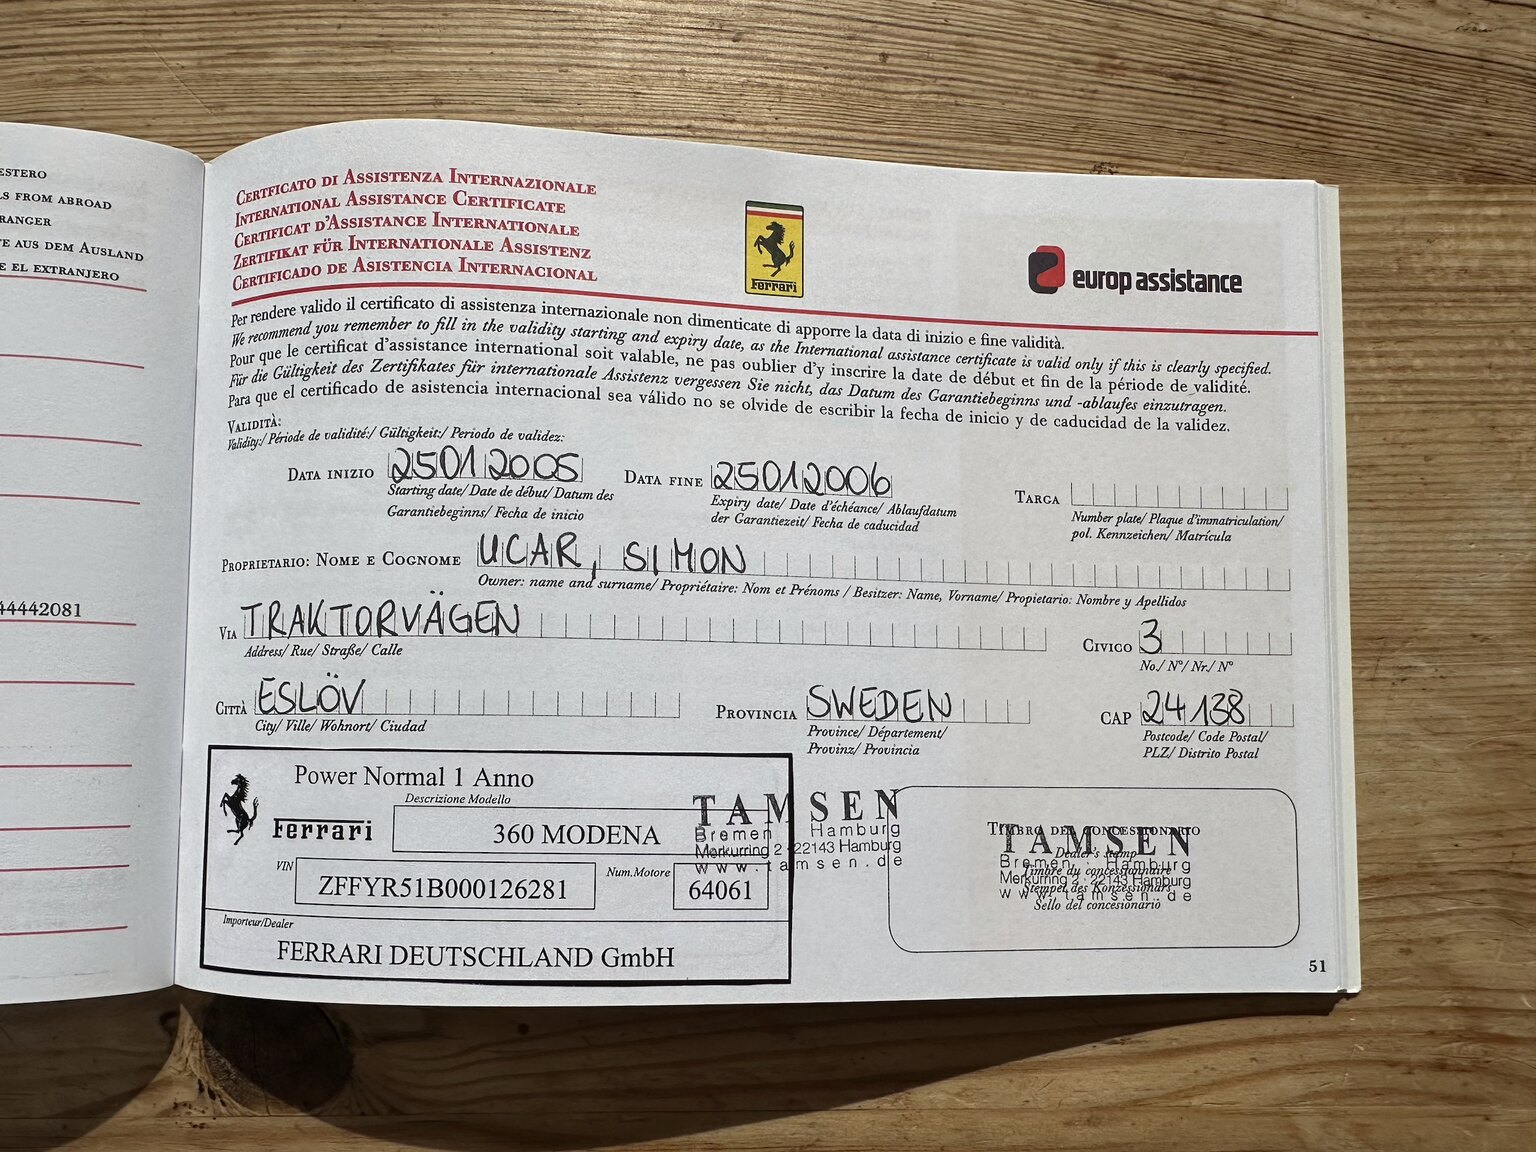 ESTERO
LS FROM ABROAD
RANGER
TE AUS DEM AUSLAND
E EL EXTRANJERO
44442081
Certficato di Assistenza Internazionale
International Assistance Certificate
Certificat d'Assistance Internationale
Zertifikat für Internationale Assistenz
Certificado de Asistencia Internacional
Ferrari
europ assistance
Per rendere valido il certificato di assistenza internazionale non dimenticate di apporre la data di inizio e fine validità.
We recommend you remember to fill in the validity starting and expiry date, as the International assistance certificate is valid only if this is clearly specified.
Pour que le certificat d'assistance international soit valable, ne pas oublier d'y inscrire la date de début et fin de la période de validité.
Für die Gültigkeit des Zertifikates für internationale Assistenz vergessen Sie nicht, das Datum des Garantiebeginns und -ablaufes einzutragen.
Para que el certificado de asistencia internacional sea válido no se olvide de escribir la fecha de inicio y de caducidad de la validez.
Validità:
Validity:/ Période de validité:/ Gültigkeit:/ Periodo de validez:
Data inizio 25012005 Data fine 25012006 Targa
Starting date/ Date de début/ Datum des
Garantiebeginns/ Fecha de inicio
Expiry date/ Date d'échéance/ Ablaufdatum
der Garantiezeit/ Fecha de caducidad
Number plate/ Plaque d'immatriculation/
pol. Kennzeichen/ Matrícula
Proprietario: Nome e Cognome UCAR, SIMON
Owner: name and surname/ Propriétaire: Nom et Prénoms / Besitzer: Name, Vorname/ Propietario: Nombre y Apellidos
Via TRAKTORVÄGEN Civico 3
Address/ Rue/ Straße/ Calle
No./ N°/ Nr./ N°
Città ESLÖV Provincia SWEDEN CAP 24138
City/ Ville/ Wohnort/ Ciudad
Province/ Département/
Provinz/ Provincia
Postcode/ Code Postal/
PLZ/ Distrito Postal
Power Normal 1 Anno
Descrizione Modello
Ferrari 360 MODENA
VIN ZFFYR51B000126281 Num.Motore 64061
Importeur/Dealer
FERRARI DEUTSCHLAND GmbH
TAMSEN
Bremen Hamburg
Merkurring 2 · 22143 Hamburg
www.tamsen.de
Timbro del concessionario
Dealer's stamp
Timbre du concessionnaire
Stempel des Konzessionärs
Sello del concesionario
TAMSEN
Bremen · Hamburg
Merkurring 2 · 22143 Hamburg
www.tamsen.de
51